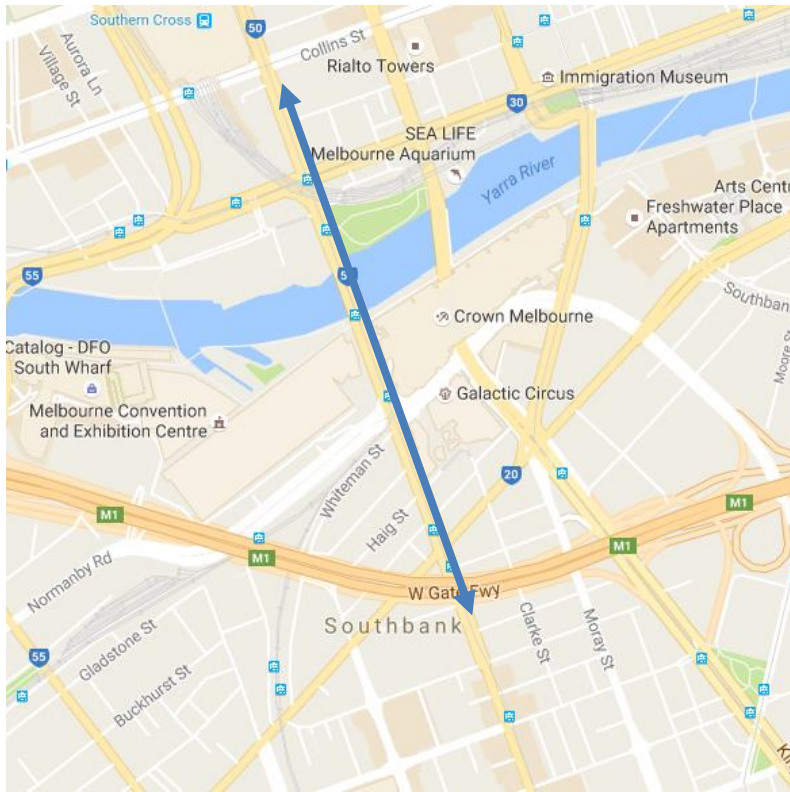 Southern Cross
50
Collins St
Aurora Ln
Village St
Rialto Towers
Immigration Museum
30
SEA LIFE
Melbourne Aquarium
Yarra River
Arts Cent
Freshwater Place
Apartments
55
5
Southban
Crown Melbourne
Catalog - DFO
South Wharf
Moore St
Galactic Circus
Melbourne Convention
and Exhibition Centre
Whiteman St
20
Haig St
M1
M1
M1
M1
Normanby Rd
W Gate Fwy
Southbank
Clarke St
Moray St
Gladstone St
55
Buckhurst St